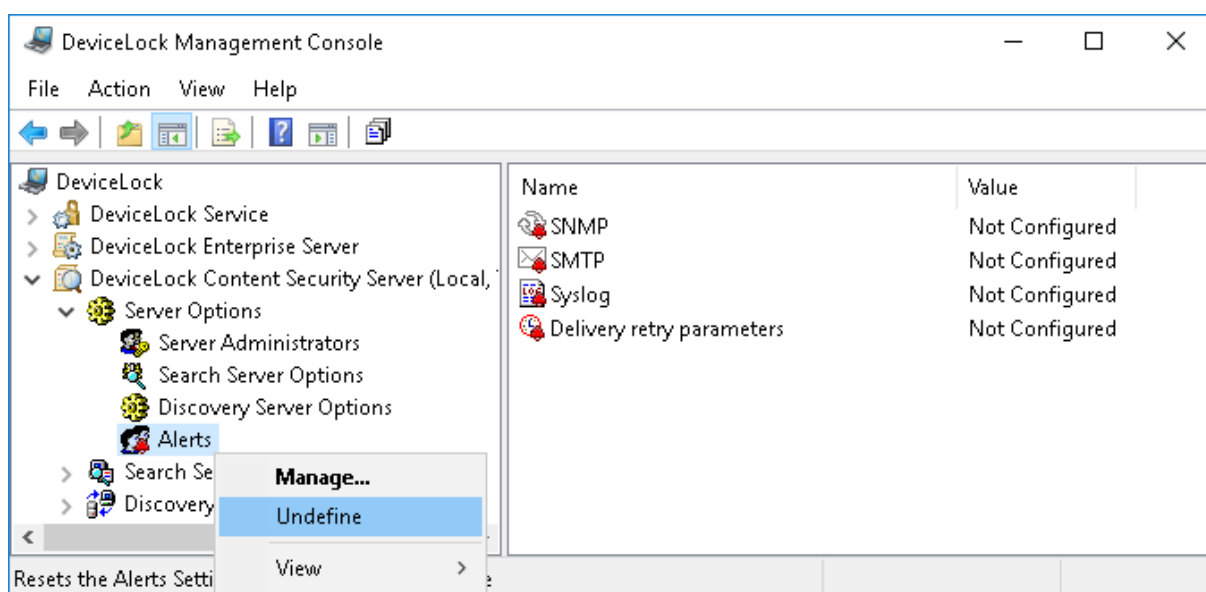 DeviceLock Management Console
File Action View Help
DeviceLock
DeviceLock Service
DeviceLock Enterprise Server
DeviceLock Content Security Server (Local,
Server Options
Server Administrators
Search Server Options
Discovery Server Options
Alerts
Search Se
Discovery
Name Value
SNMP Not Configured
SMTP Not Configured
Syslog Not Configured
Delivery retry parameters Not Configured
Manage...
Undefine
View
Resets the Alerts Setti